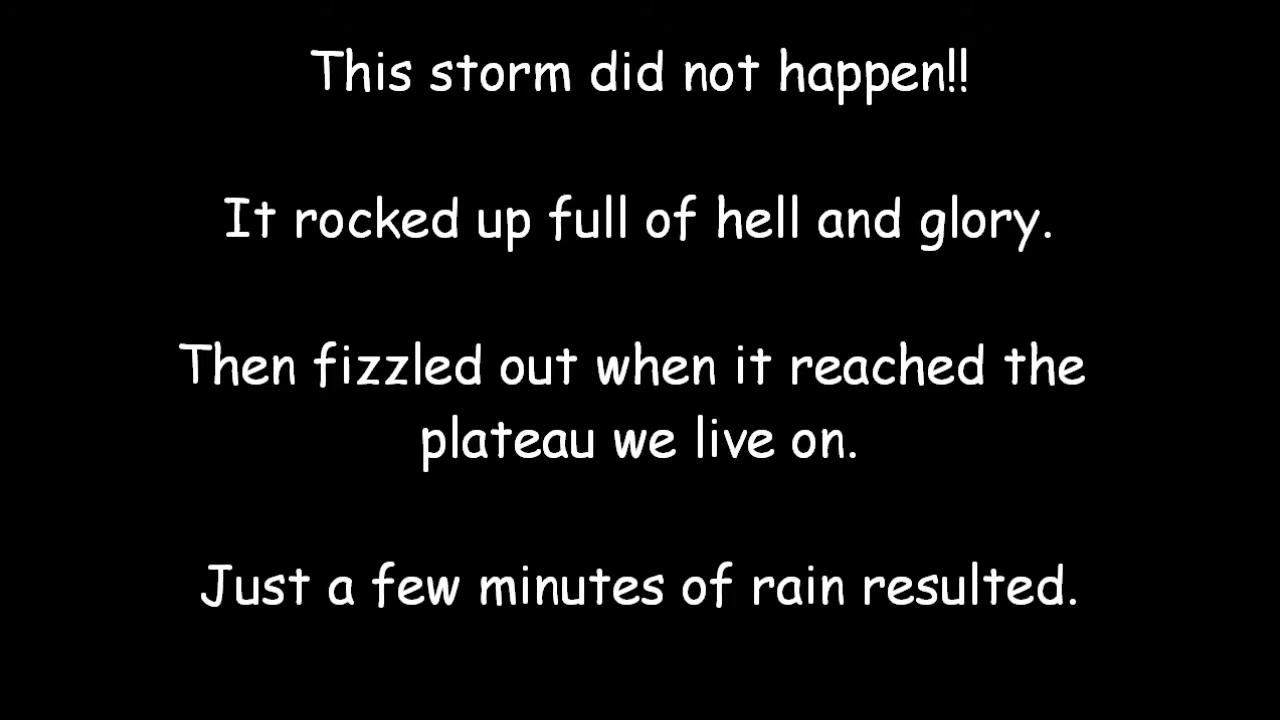 This storm did not happen!!
It rocked up full of hell and glory.
Then fizzled out when it reached the
plateau we live on.
Just a few minutes of rain resulted.